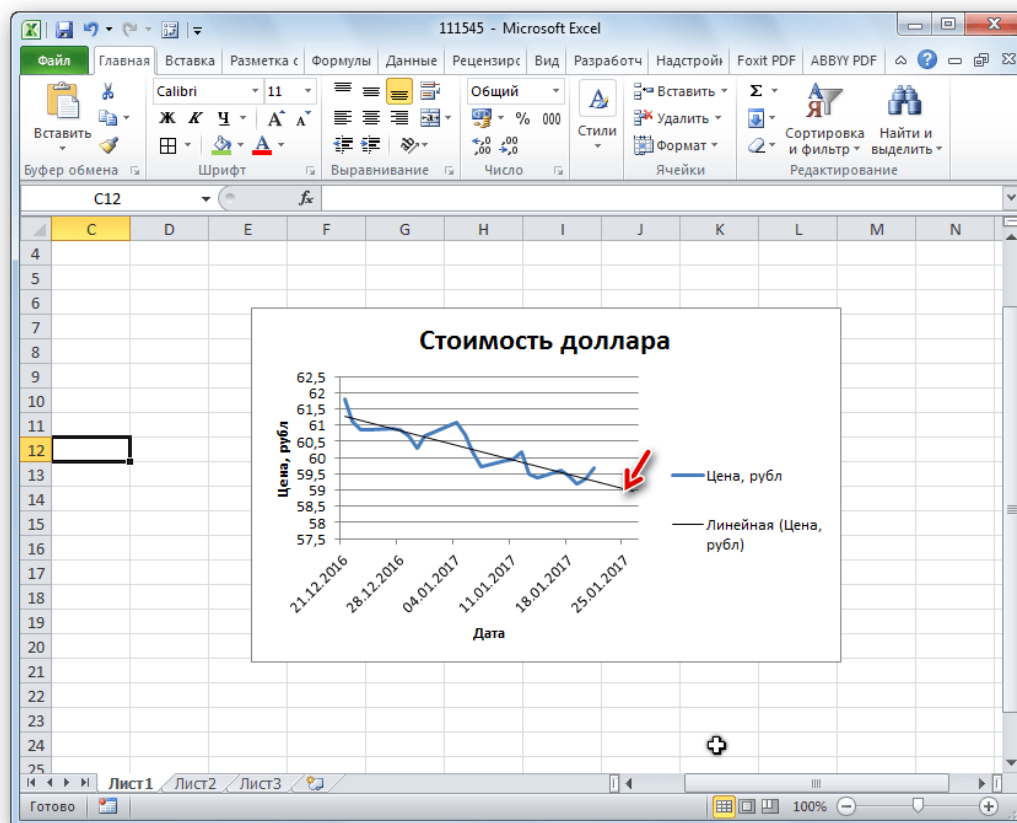 111545 - Microsoft Excel
Файл Главная Вставка Разметка с Формулы Данные Рецензирс Вид Разработч Надстройк Foxit PDF ABBYY PDF
Calibri 11 Общий
Вставить Ж К Ч A A % 000 Стили Вставить Удалить Формат Σ Сортировка и фильтр Найти и выделить
Буфер обмена Шрифт Выравнивание Число Ячейки Редактирование
C12 fx
C D E F G H I J K L M N
4
5
6
7
8
9
10
11
12
13
14
15
16
17
18
19
20
21
22
23
24
25
Стоимость доллара
Цена, рубл
62,5
62
61,5
61
60,5
60
59,5
59
58,5
58
57,5
21.12.2016 28.12.2016 04.01.2017 11.01.2017 18.01.2017 25.01.2017
Дата
Цена, рубл
Линейная (Цена,
рубл)
Лист1 Лист2 Лист3
Готово 100%